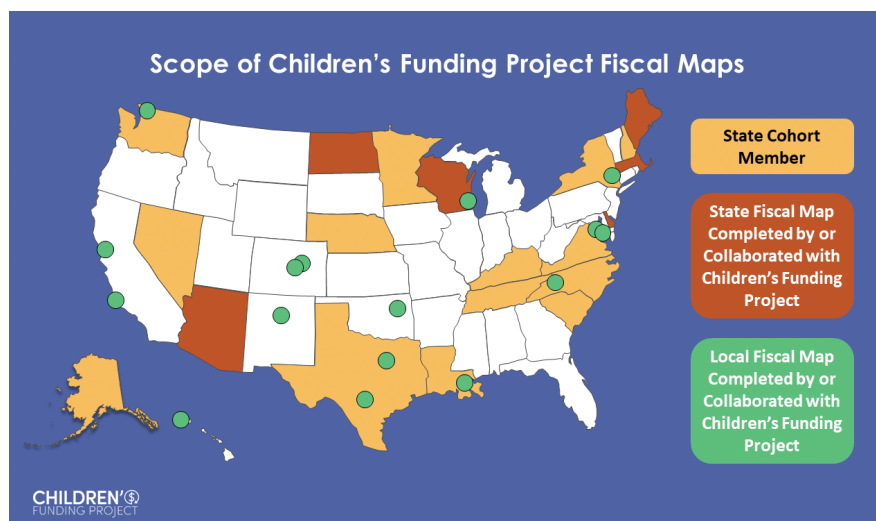 Scope of Children's Funding Project Fiscal Maps
State Cohort
Member
State Fiscal Map
Completed by or
Collaborated with
Children's Funding
Project
Local Fiscal Map
Completed by or
Collaborated with
Children's Funding
Project
CHILDREN'$
FUNDING PROJECT